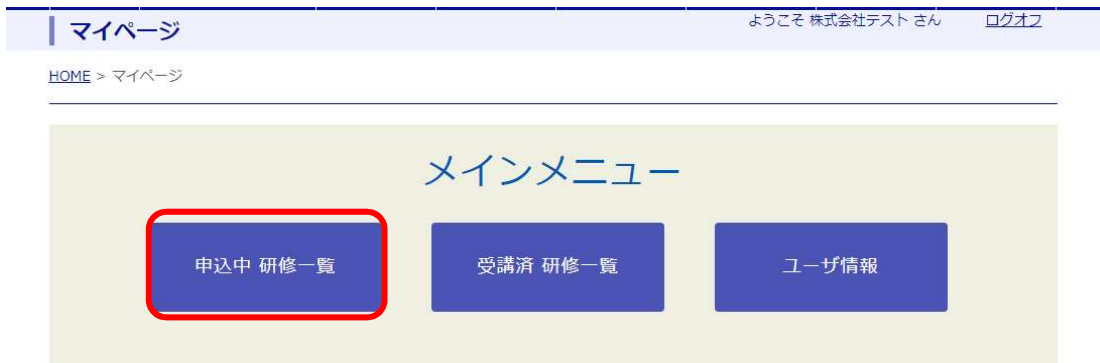 マイページ
ようこそ 株式会社テスト さん ログオフ
HOME > マイページ
メインメニュー
申込中 研修一覧
受講済 研修一覧
ユーザ情報